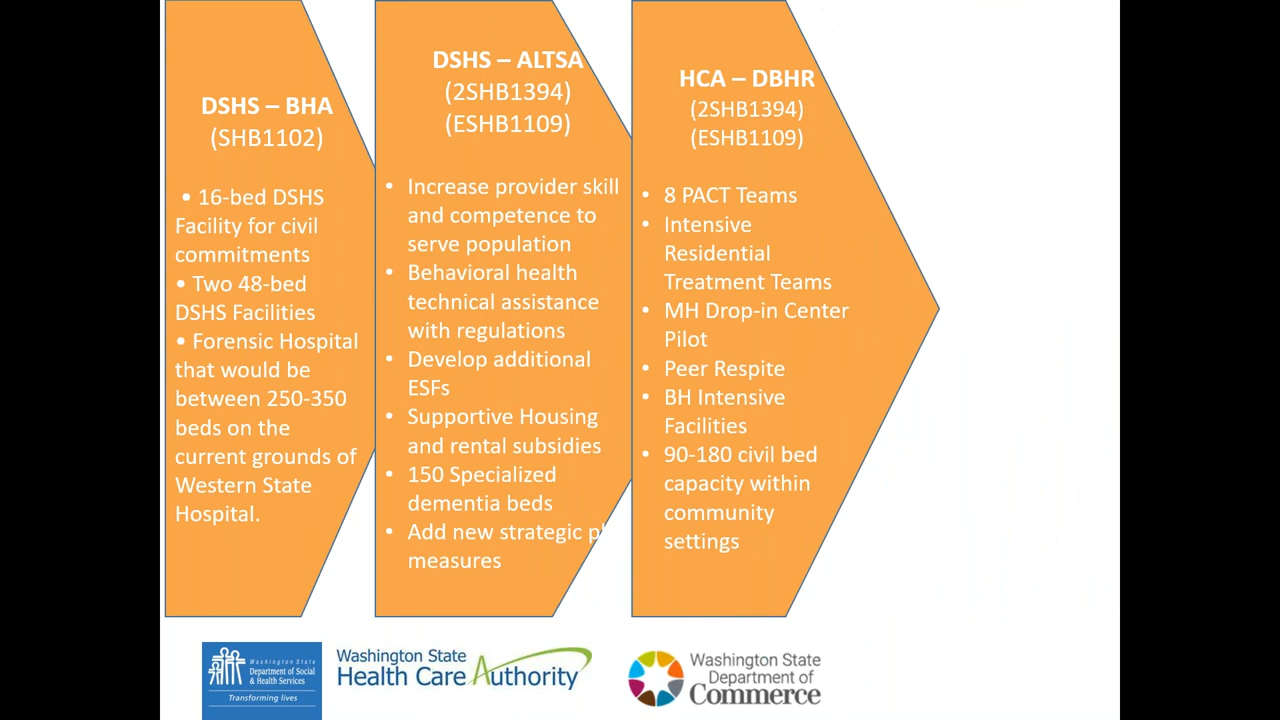 DSHS – BHA
(SHB1102)
• 16-bed DSHS
Facility for civil
commitments
• Two 48-bed
DSHS Facilities
• Forensic Hospital
that would be
between 250-350
beds on the
current grounds of
Western State
Hospital.
DSHS – ALTSA
(2SHB1394)
(ESHB1109)
• Increase provider skill
and competence to
serve population
• Behavioral health
technical assistance
with regulations
• Develop additional
ESFs
• Supportive Housing
and rental subsidies
• 150 Specialized
dementia beds
• Add new strategic
measures
HCA – DBHR
(2SHB1394)
(ESHB1109)
• 8 PACT Teams
• Intensive
Residential
Treatment Teams
• MH Drop-in Center
Pilot
• Peer Respite
• BH Intensive
Facilities
• 90-180 civil bed
capacity within
community
settings
Washington State
Department of Social
& Health Services
Transforming lives
Washington State
Health Care Authority
Washington State
Department of
Commerce